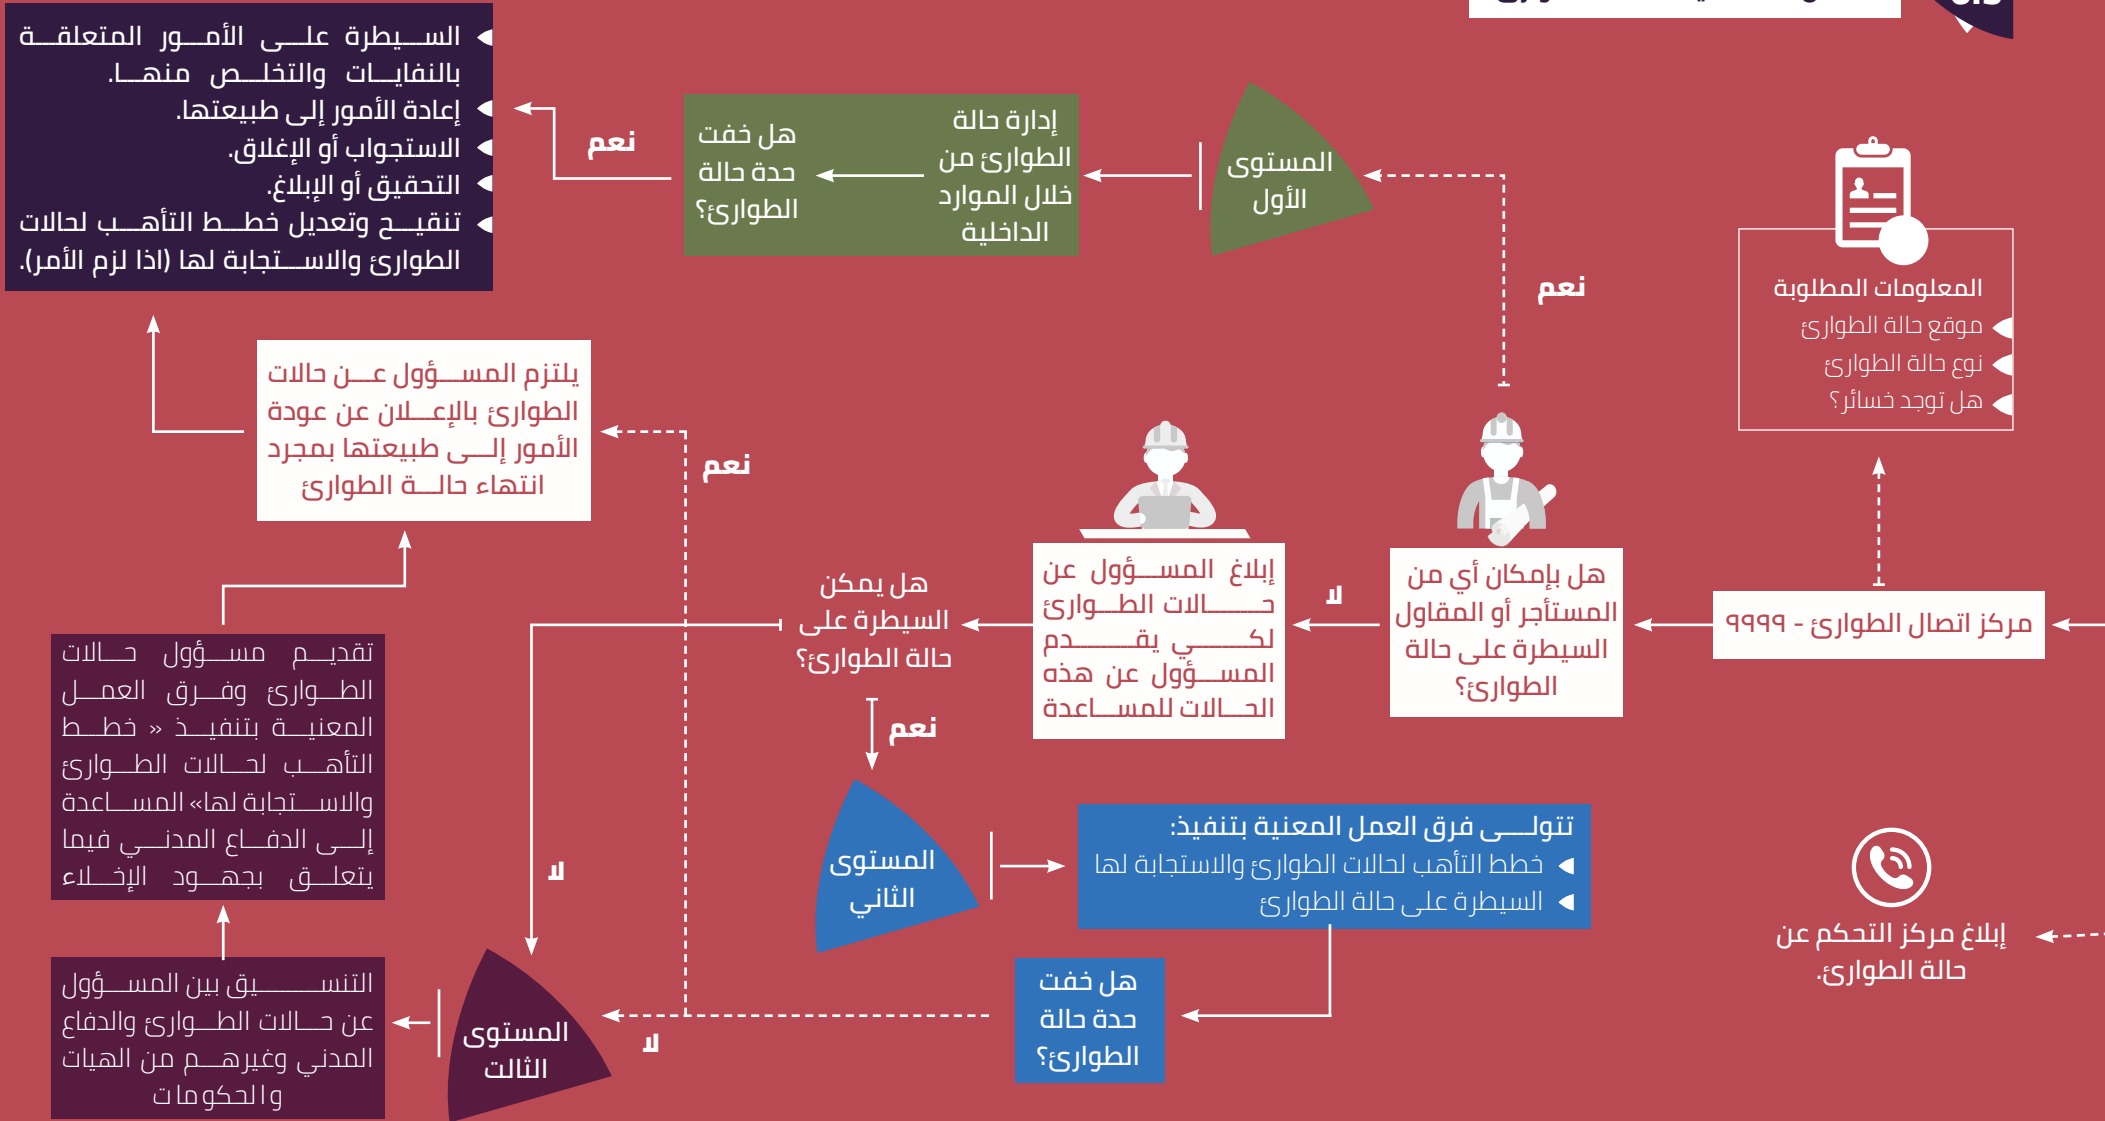 المعلومات المطلوبة
موقع حالة الطوارئ
نوع حالة الطوارئ
هل توجد خسائر؟
مركز اتصال الطوارئ - ٩٩٩٩
إبلاغ مركز التحكم عن
حالة الطوارئ.
هل بإمكان أي من
المستأجر أو المقاول
السيطرة على حالة
الطوارئ؟
نعم
المستوى
الأول
إدارة حالة
الطوارئ من
خلال الموارد
الداخلية
هل خفت
حدة حالة
الطوارئ؟
نعم
السيطرة على الأمور المتعلقة
بالنفايات والتخلص منها.
إعادة الأمور إلى طبيعتها.
الاستجواب أو الإغلاق.
التحقيق أو الإبلاغ.
تنقيح وتعديل خطط التأهب لحالات
الطوارئ والاستجابة لها (اذا لزم الأمر).
لا
إبلاغ المسؤول عن
حالات الطوارئ
لكي يقدم
المسؤول عن هذه
الحالات للمساعدة
هل يمكن
السيطرة على
حالة الطوارئ؟
نعم
المستوى
الثاني
تتولى فرق العمل المعنية بتنفيذ:
خطط التأهب لحالات الطوارئ والاستجابة لها
السيطرة على حالة الطوارئ
هل خفت
حدة حالة
الطوارئ؟
نعم
لا
لا
المستوى
الثالت
التنسيق بين المسؤول
عن حالات الطوارئ والدفاع
المدني وغيرهم من الهيات
والحكومات
تقديم مسؤول حالات
الطوارئ وفرق العمل
المعنية بتنفيذ « خطط
التأهب لحالات الطوارئ
والاستجابة لها» المساعدة
إلى الدفاع المدني فيما
يتعلق بجهود الإخلاء
يلتزم المسؤول عن حالات
الطوارئ بالإعلان عن عودة
الأمور إلى طبيعتها بمجرد
انتهاء حالة الطوارئ